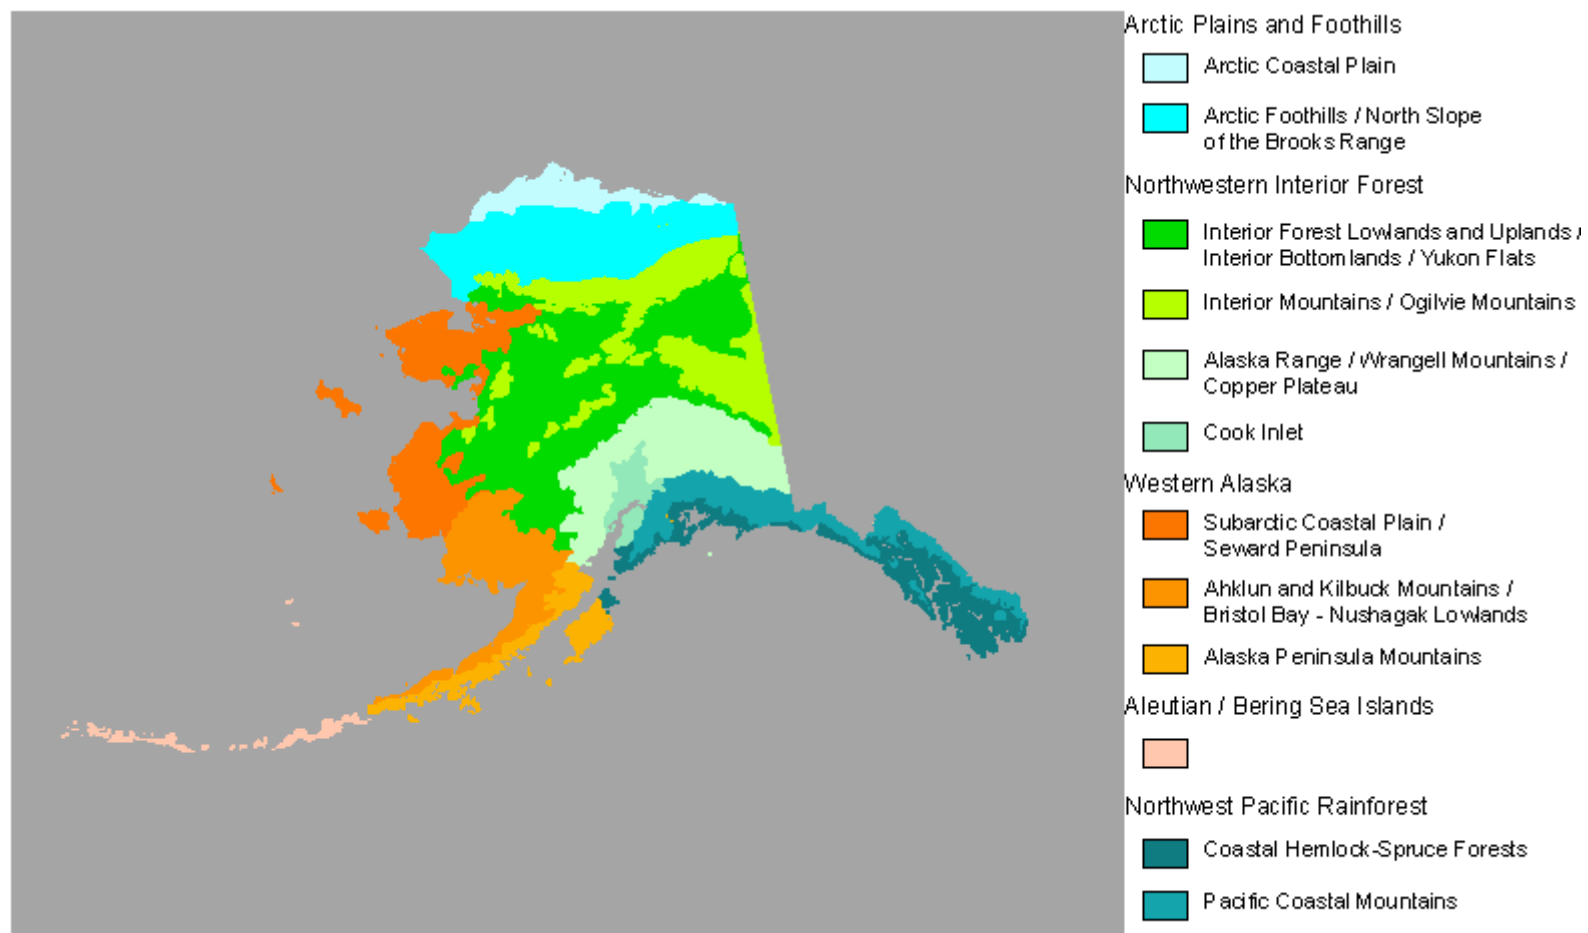 Arctic Plains and Foothills
Arctic Coastal Plain
Arctic Foothills / North Slope
of the Brooks Range
Northwestern Interior Forest
Interior Forest Lowlands and Uplands /
Interior Bottomlands / Yukon Flats
Interior Mountains / Ogilvie Mountains
Alaska Range / Wrangell Mountains /
Copper Plateau
Cook Inlet
Western Alaska
Subarctic Coastal Plain /
Seward Peninsula
Ahklun and Kilbuck Mountains /
Bristol Bay - Nushagak Lowlands
Alaska Peninsula Mountains
Aleutian / Bering Sea Islands
Northwest Pacific Rainforest
Coastal Hemlock-Spruce Forests
Pacific Coastal Mountains